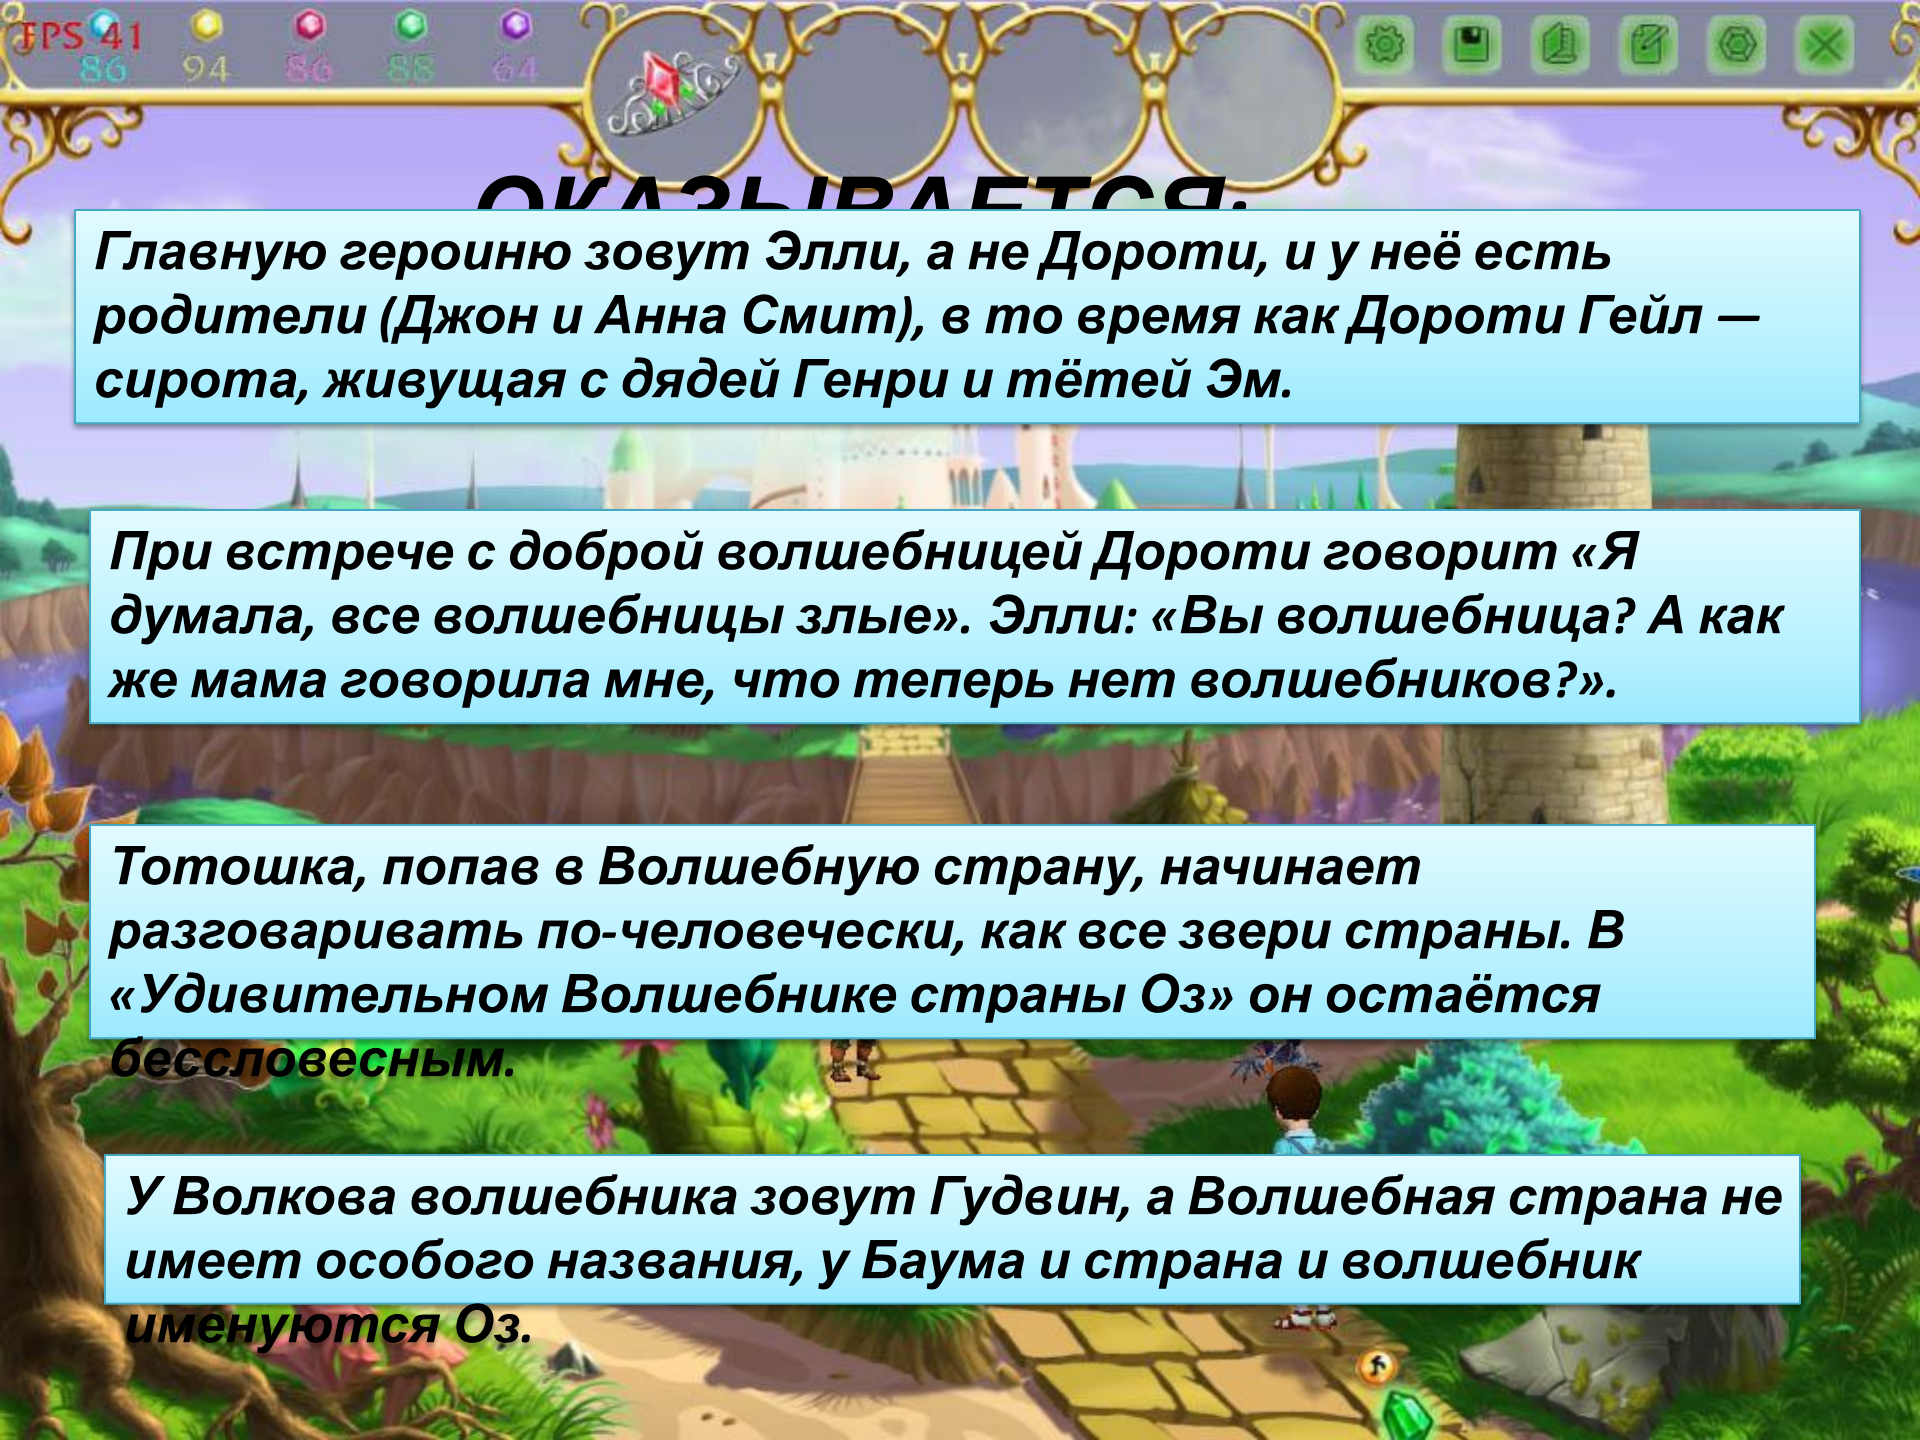 FPS 41
86 94 86 88 64
ОКАЗЫВАЕТСЯ:
Главную героиню зовут Элли, а не Дороти, и у неё есть
родители (Джон и Анна Смит), в то время как Дороти Гейл —
сирота, живущая с дядей Генри и тётей Эм.
При встрече с доброй волшебницей Дороти говорит «Я
думала, все волшебницы злые». Элли: «Вы волшебница? А как
же мама говорила мне, что теперь нет волшебников?».
Тотошка, попав в Волшебную страну, начинает
разговаривать по-человечески, как все звери страны. В
«Удивительном Волшебнике страны Оз» он остаётся
бессловесным.
У Волкова волшебника зовут Гудвин, а Волшебная страна не
имеет особого названия, у Баума и страна и волшебник
именуются Оз.